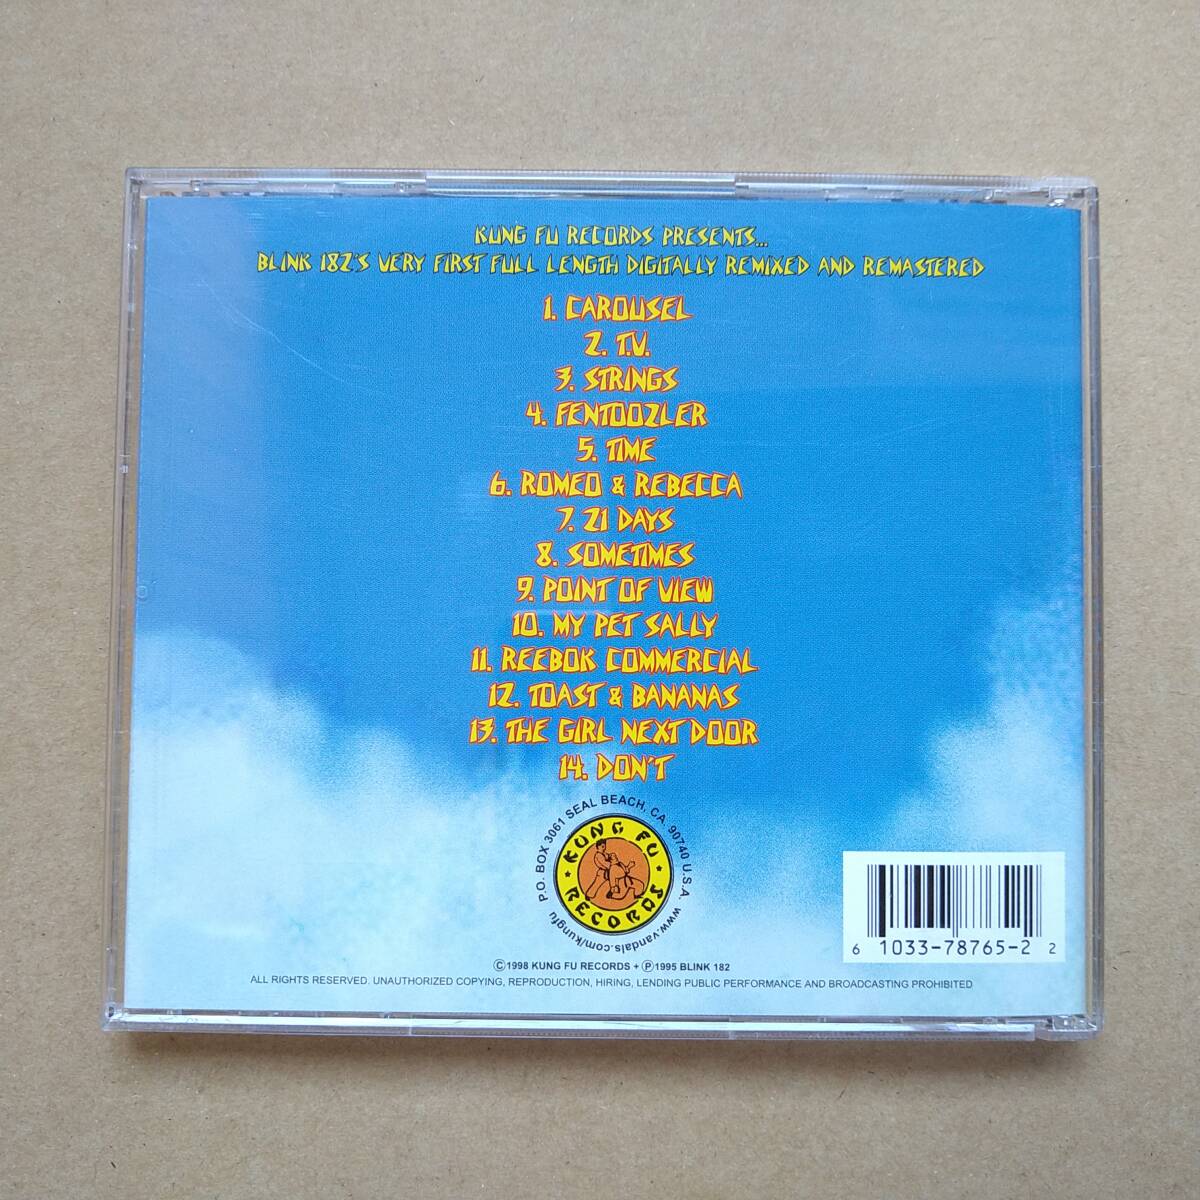 KUNG FU RECORDS PRESENTS...
BLINK 182'S VERY FIRST FULL LENGTH DIGITALLY REMIXED AND REMASTERED
1. CAROUSEL
2. T.V.
3. STRINGS
4. FENTOOZLER
5. TIME
6. ROMEO & REBECCA
7. 21 DAYS
8. SOMETIMES
9. POINT OF VIEW
10. MY PET SALLY
11. REEBOK COMMERCIAL
12. TOAST & BANANAS
13. THE GIRL NEXT DOOR
14. DON'T
P.O. BOX 3061 SEAL BEACH, CA. 90740 U.S.A. www.vandals.com/kungfu
KUNG FU
RECORDS
6 1033-78765-2 2
©1998 KUNG FU RECORDS + ℗1995 BLINK 182
ALL RIGHTS RESERVED. UNAUTHORIZED COPYING, REPRODUCTION, HIRING, LENDING PUBLIC PERFORMANCE AND BROADCASTING PROHIBITED